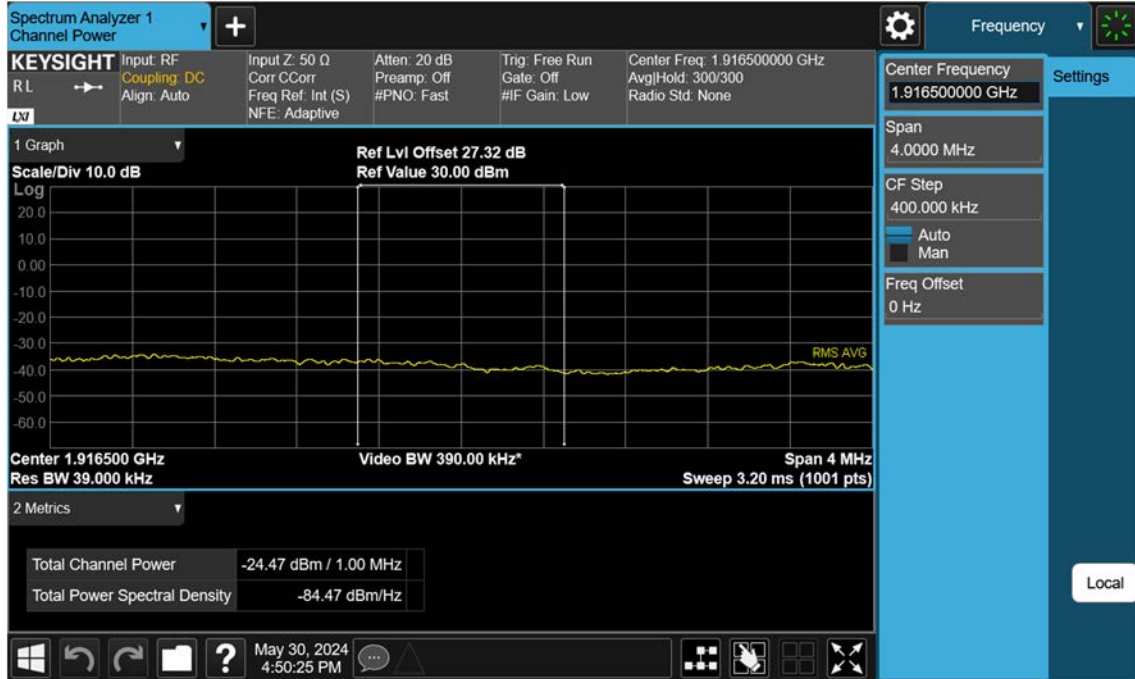 Spectrum Analyzer 1
Channel Power
+
Frequency
KEYSIGHT
R L
LXI
Input: RF
Coupling: DC
Align: Auto
Input Z: 50 Ω
Corr CCorr
Freq Ref: Int (S)
NFE: Adaptive
Atten: 20 dB
Preamp: Off
#PNO: Fast
Trig: Free Run
Gate: Off
#IF Gain: Low
Center Freq: 1.916500000 GHz
Avg|Hold: 300/300
Radio Std: None
Center Frequency
1.916500000 GHz
Settings
Span
4.0000 MHz
CF Step
400.000 kHz
Auto
Man
Freq Offset
0 Hz
1 Graph
Scale/Div 10.0 dB
Ref Lvl Offset 27.32 dB
Ref Value 30.00 dBm
Log
20.0
10.0
0.00
-10.0
-20.0
-30.0
-40.0
-50.0
-60.0
RMS AVG
Center 1.916500 GHz
Video BW 390.00 kHz*
Span 4 MHz
Res BW 39.000 kHz
Sweep 3.20 ms (1001 pts)
2 Metrics
Total Channel Power -24.47 dBm / 1.00 MHz
Total Power Spectral Density -84.47 dBm/Hz
Local
?
May 30, 2024
4:50:25 PM